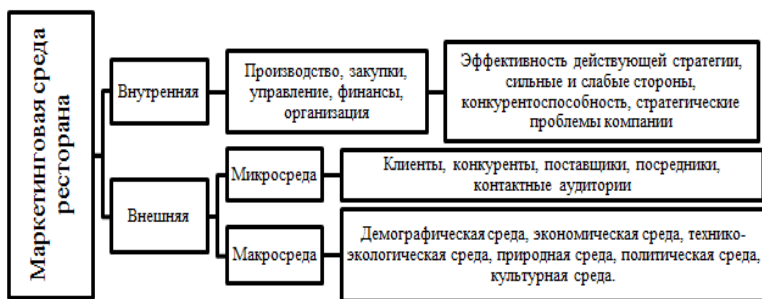 Маркетинговая среда
ресторана
Внутренняя
Производство, закупки,
управление, финансы,
организация
Эффективность действующей стратегии,
сильные и слабые стороны,
конкурентоспособность, стратегические
проблемы компании
Внешняя
Микросреда
Клиенты, конкуренты, поставщики, посредники,
контактные аудитории
Макросреда
Демографическая среда, экономическая среда, технико-
экологическая среда, природная среда, политическая среда,
культурная среда.